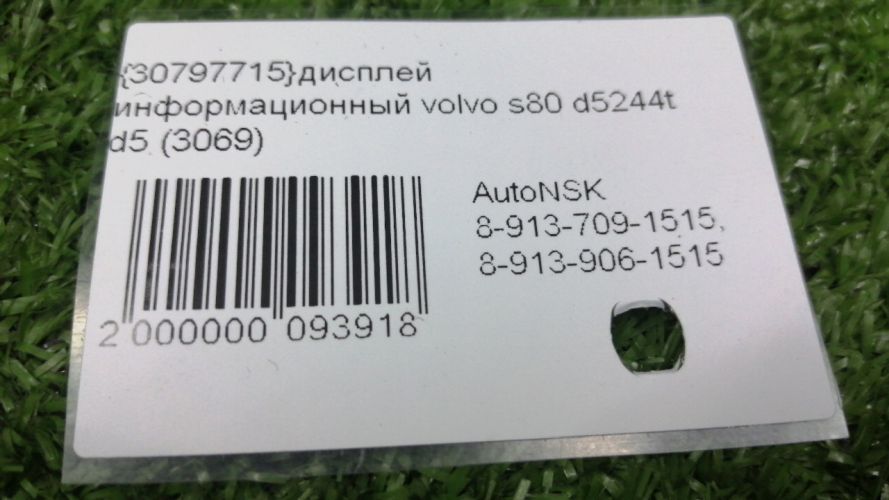 {30797715}дисплей
информационный volvo s80 d5244t
d5 (3069)
AutoNSK
8-913-709-1515,
8-913-906-1515
2 000000 093918